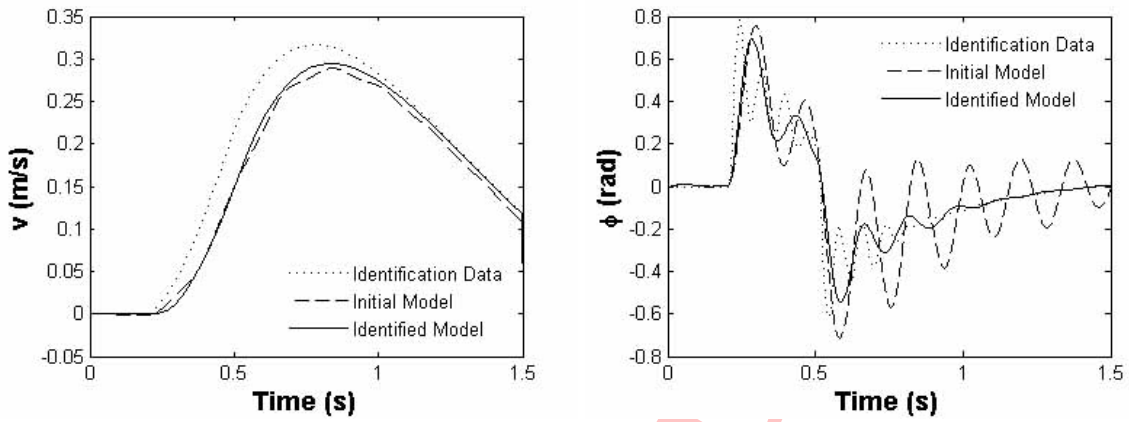 0.35
0.3
0.25
0.2
0.15
0.1
0.05
0
-0.05
v (m/s)
Identification Data
Initial Model
Identified Model
0 0.5 1 1.5
Time (s)
0.8
0.6
0.4
0.2
0
-0.2
-0.4
-0.6
-0.8
ϕ (rad)
Identification Data
Initial Model
Identified Model
0 0.5 1 1.5
Time (s)